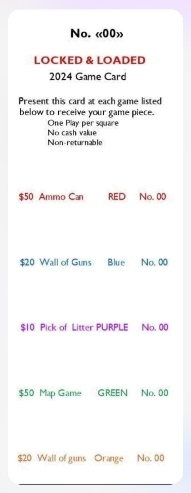 No. «00»
LOCKED & LOADED
2024 Game Card
Present this card at each game listed
below to receive your game piece.
One Play per square
No cash value
Non-returnable
$50 Ammo Can RED No. 00
$20 Wall of Guns Blue No. 00
$10 Pick of Litter PURPLE No. 00
$50 Map Game GREEN No. 00
$20 Wall of guns Orange No. 00